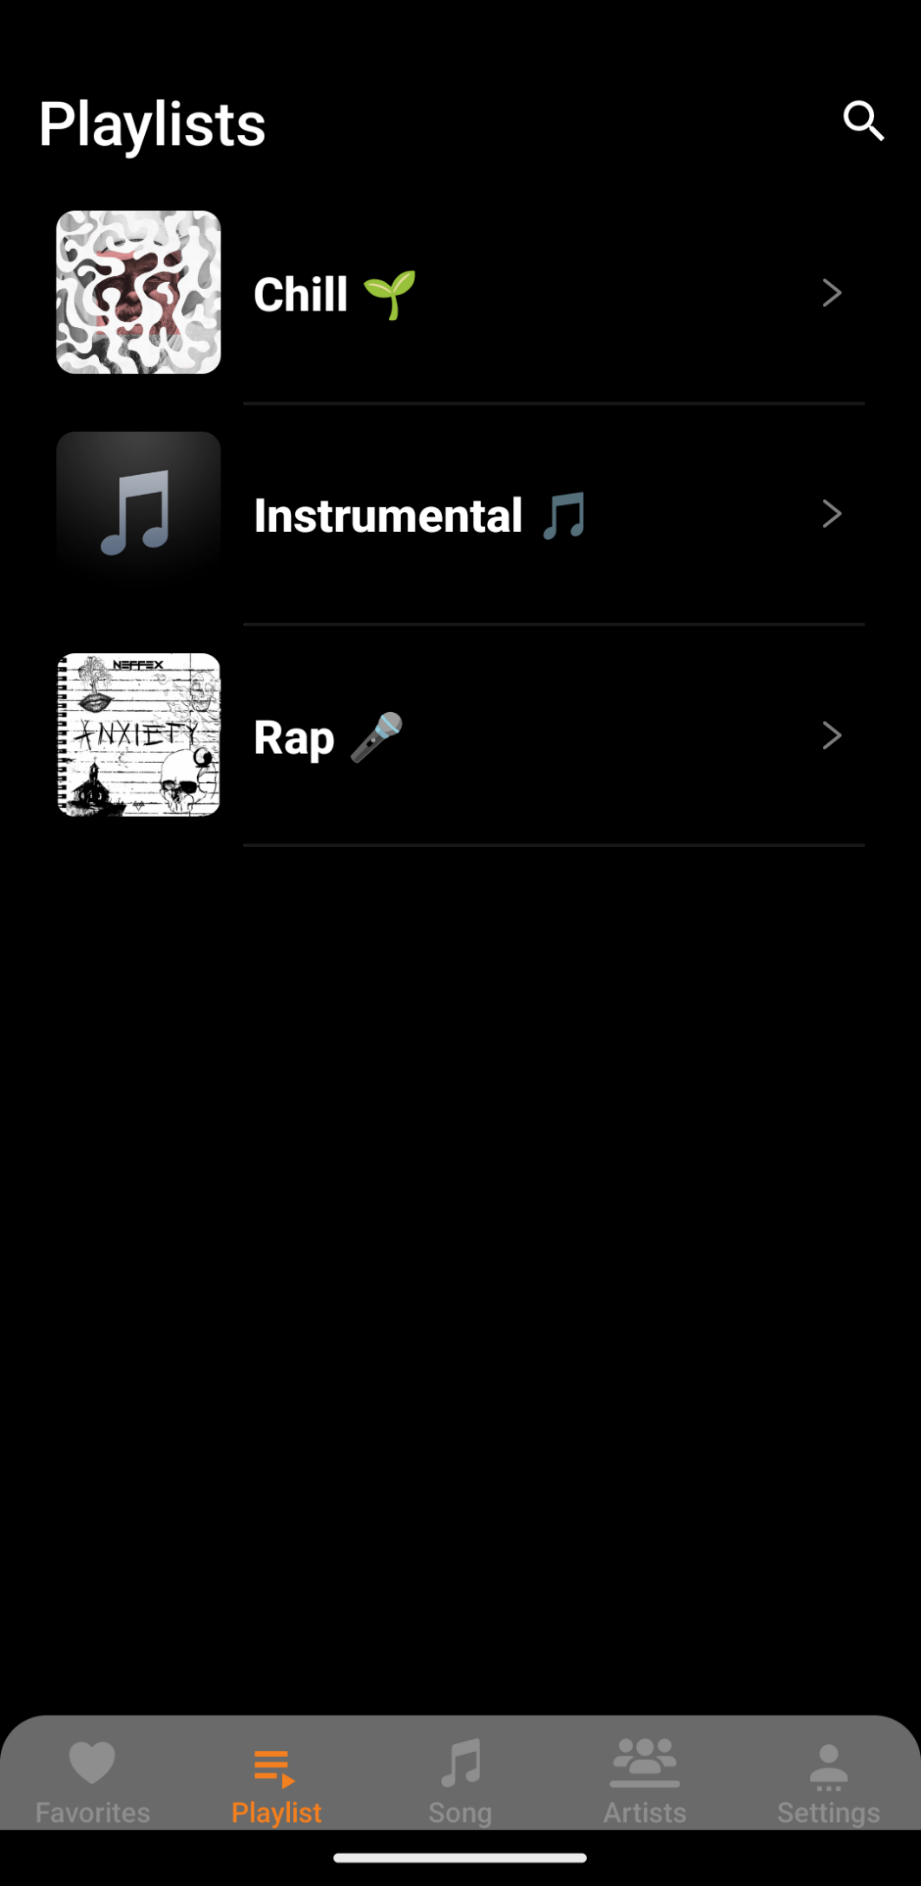 Playlists
Chill 🌱
Instrumental 🎵
NEFFEX
ANXIETY
Rap 🎤
Favorites
Playlist
Song
Artists
Settings